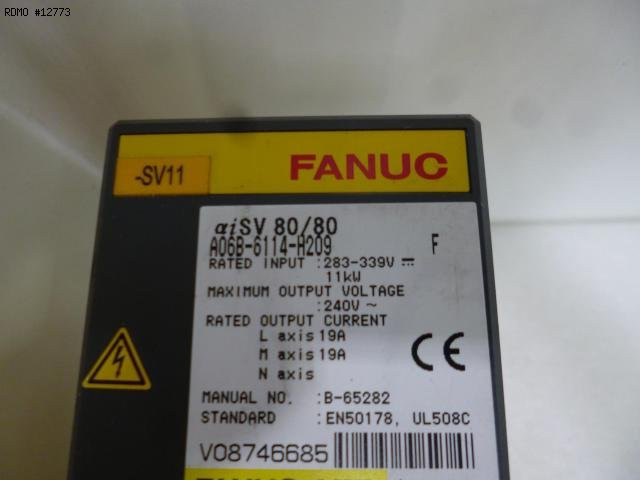 RDMO #12773
-SV11
FANUC
αiSV 80/80
A06B-6114-H209 F
RATED INPUT :283-339V ⎓
11kW
MAXIMUM OUTPUT VOLTAGE
:240V ~
RATED OUTPUT CURRENT
L axis 19A
M axis 19A
N axis
CE
MANUAL NO. :B-65282
STANDARD :EN50178, UL508C
V08746685